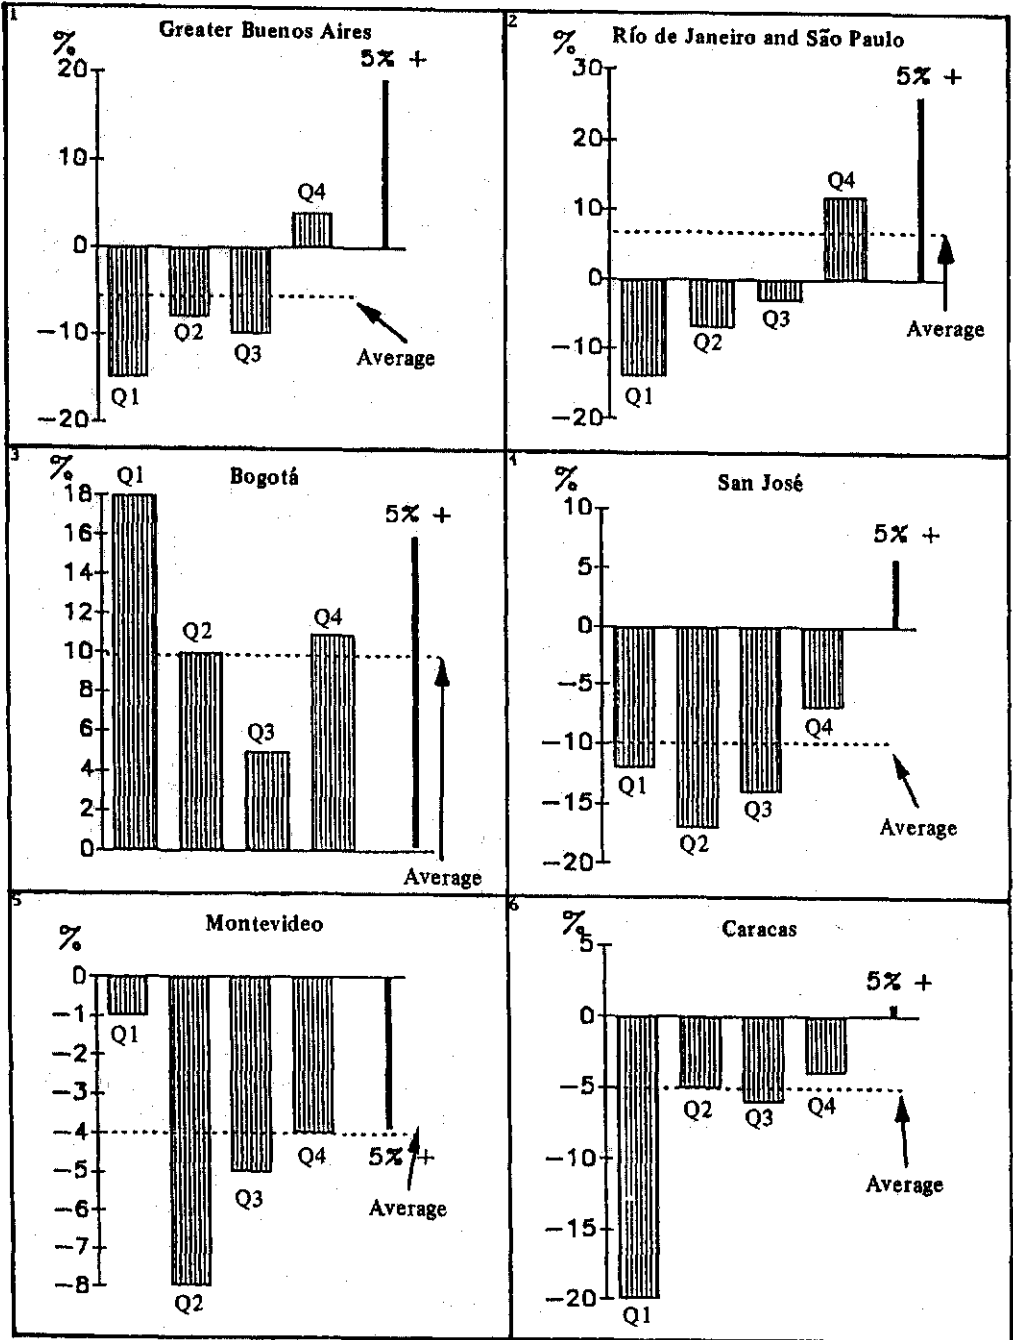 1
Greater Buenos Aires
%
5% +
20
10
Q4
0
Q2
Q3
-10
Average
Q1
-20
2
Río de Janeiro and São Paulo
%
5% +
30
20
Q4
10
0
Q3
Q2
Average
-10
Q1
-20
3
%
Q1
Bogotá
18
5% +
16
14
12
Q4
Q2
10
8
Q3
6
4
2
0
Average
San José
%
10
5% +
5
0
-5
Q4
-10
Q1
Q3
Average
-15
Q2
-20
5
Montevideo
%
0
-1
Q1
-2
-3
-4
Q4
5% +
-5
Q3
Average
-6
-7
-8
Q2
6
Caracas
%
5
5% +
0
-5
Q2
Q3
Q4
-10
Average
-15
-20
Q1